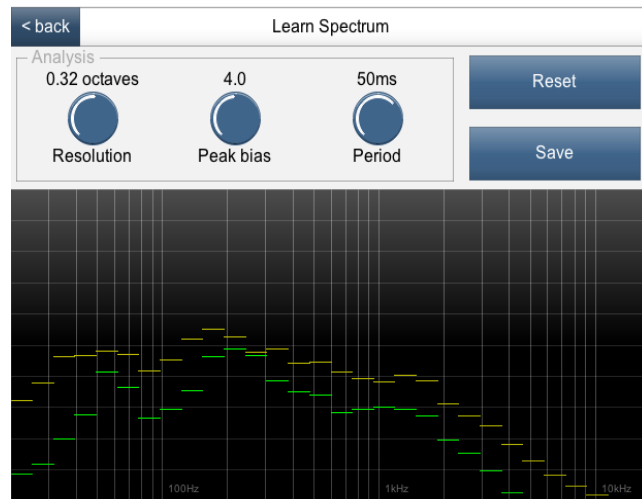 < back
Learn Spectrum
Analysis
0.32 octaves
4.0
50ms
Resolution
Peak bias
Period
Reset
Save
100Hz
1kHz
10kHz